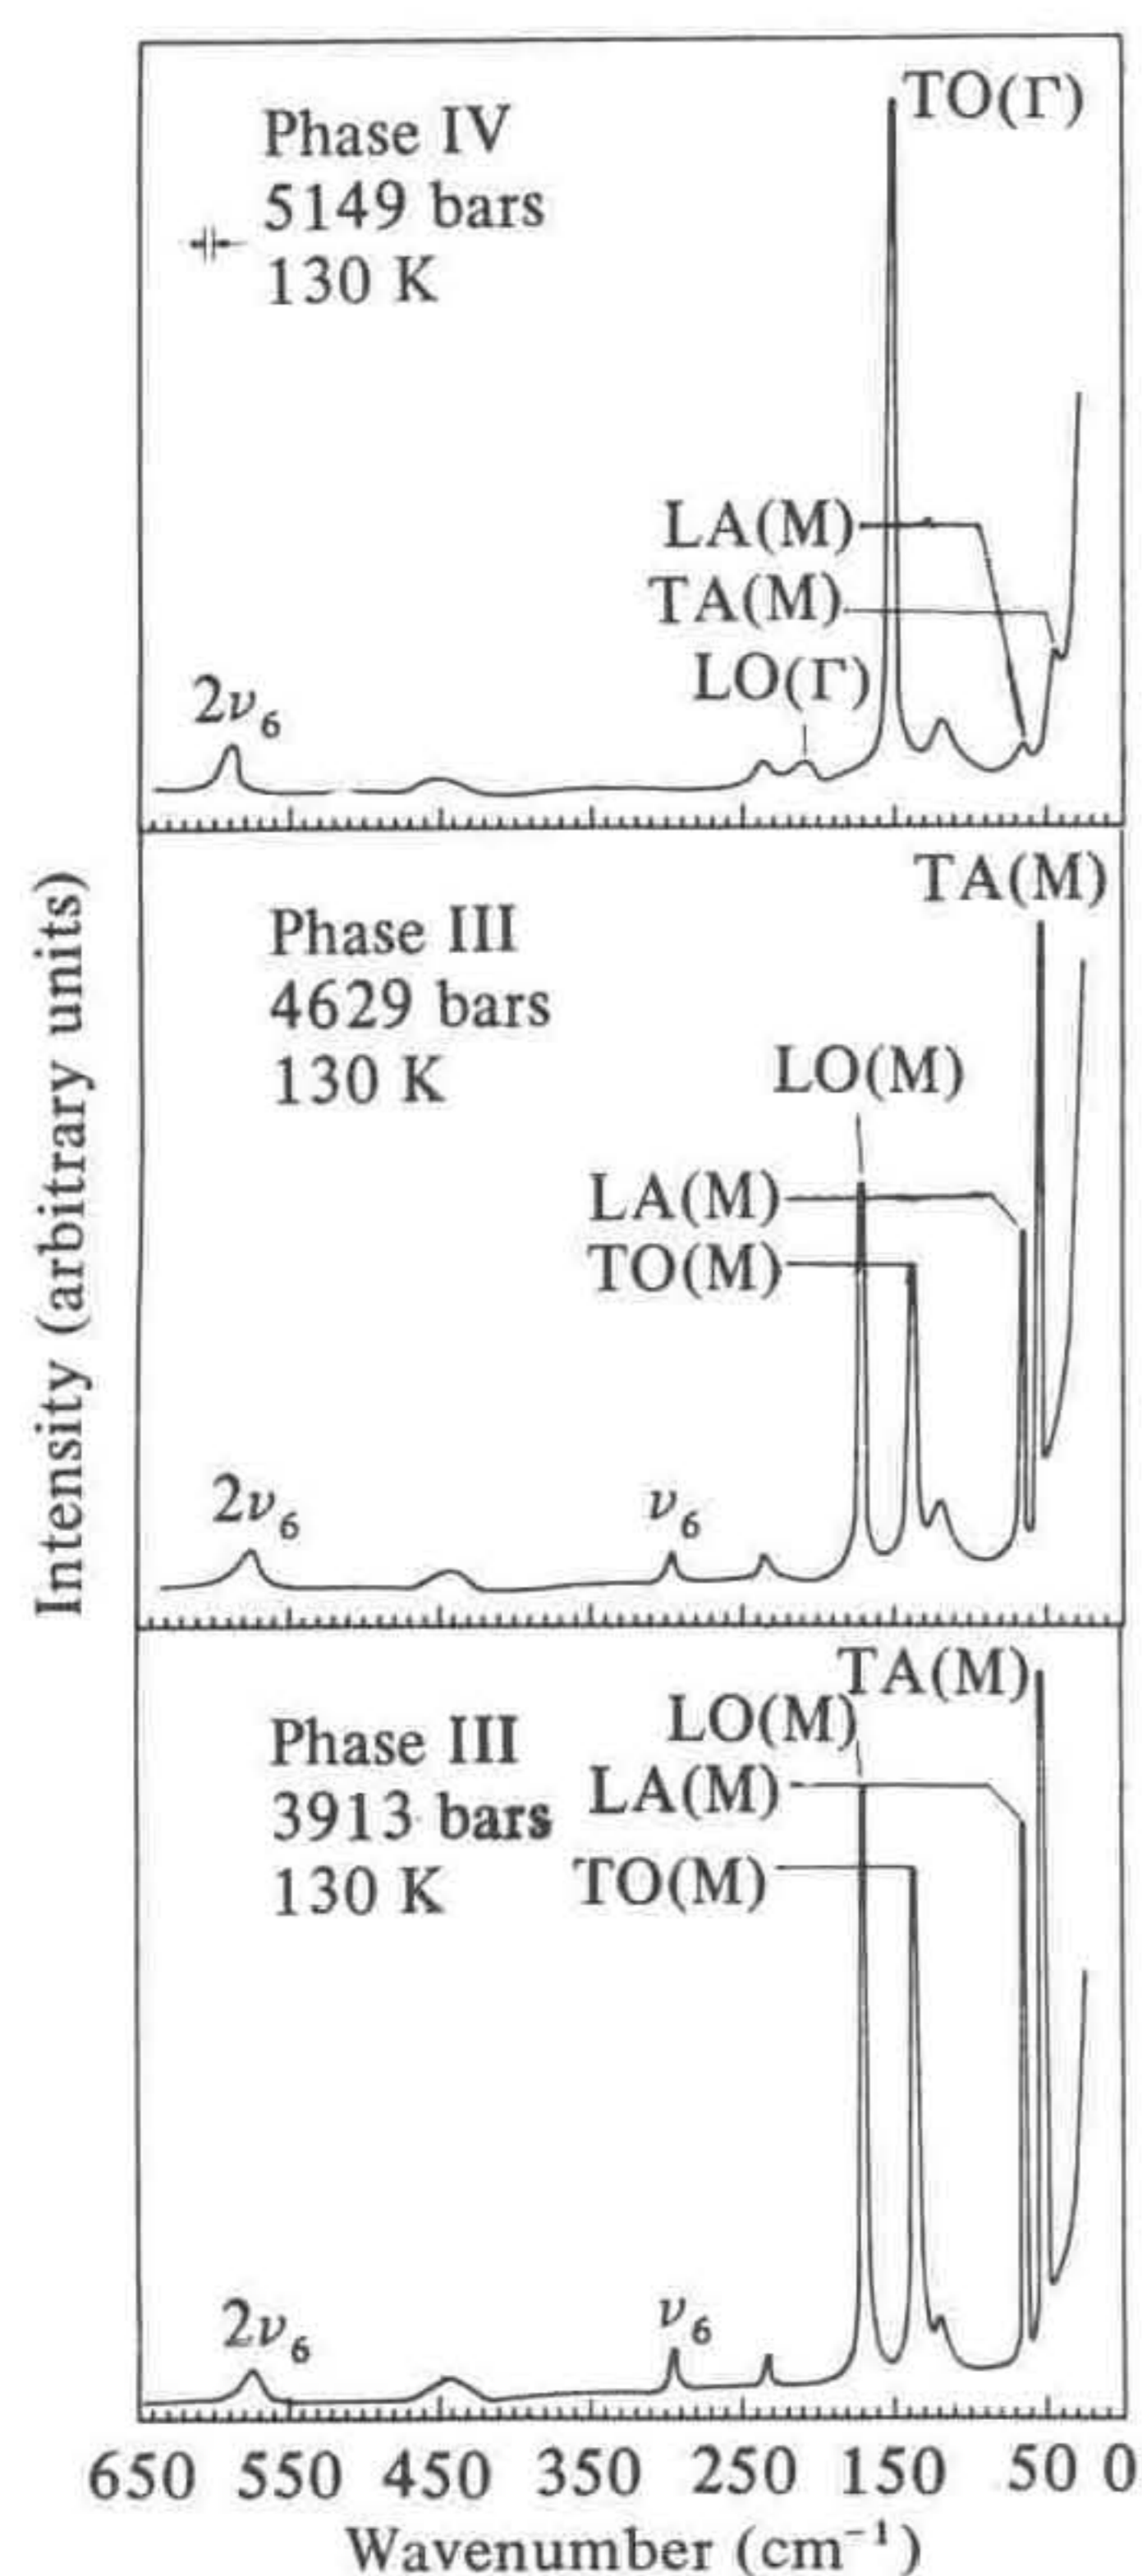 TO(Γ)
Phase IV
5149 bars
130 K
LA(M)
TA(M)
LO(Γ)
2ν₆
TA(M)
Phase III
4629 bars
130 K
LO(M)
LA(M)
TO(M)
2ν₆
ν₆
TA(M)
LO(M)
Phase III
LA(M)
3913 bars
TO(M)
130 K
2ν₆
ν₆
Intensity (arbitrary units)
650 550 450 350 250 150 50 0
Wavenumber (cm⁻¹)